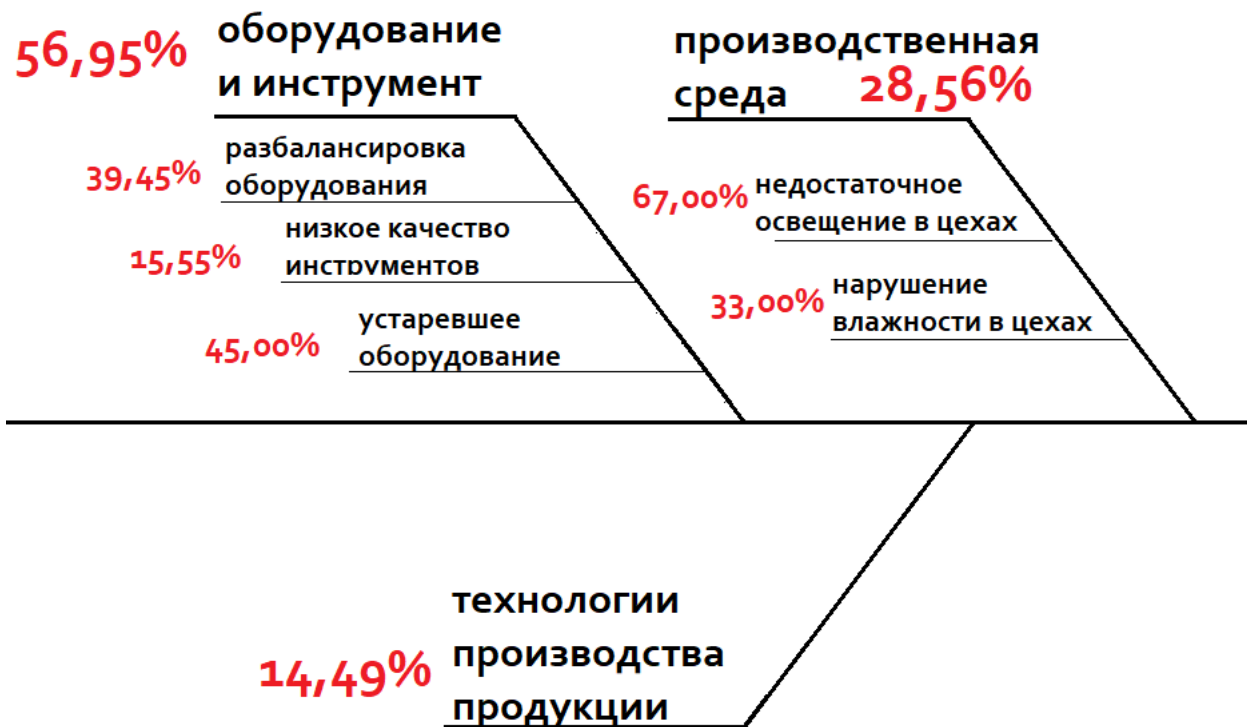 56,95%
оборудование
и инструмент
39,45%
разбалансировка
оборудования
15,55%
низкое качество
инструментов
45,00%
устаревшее
оборудование
производственная
среда 28,56%
67,00%
недостаточное
освещение в цехах
33,00%
нарушение
влажности в цехах
14,49%
технологии
производства
продукции